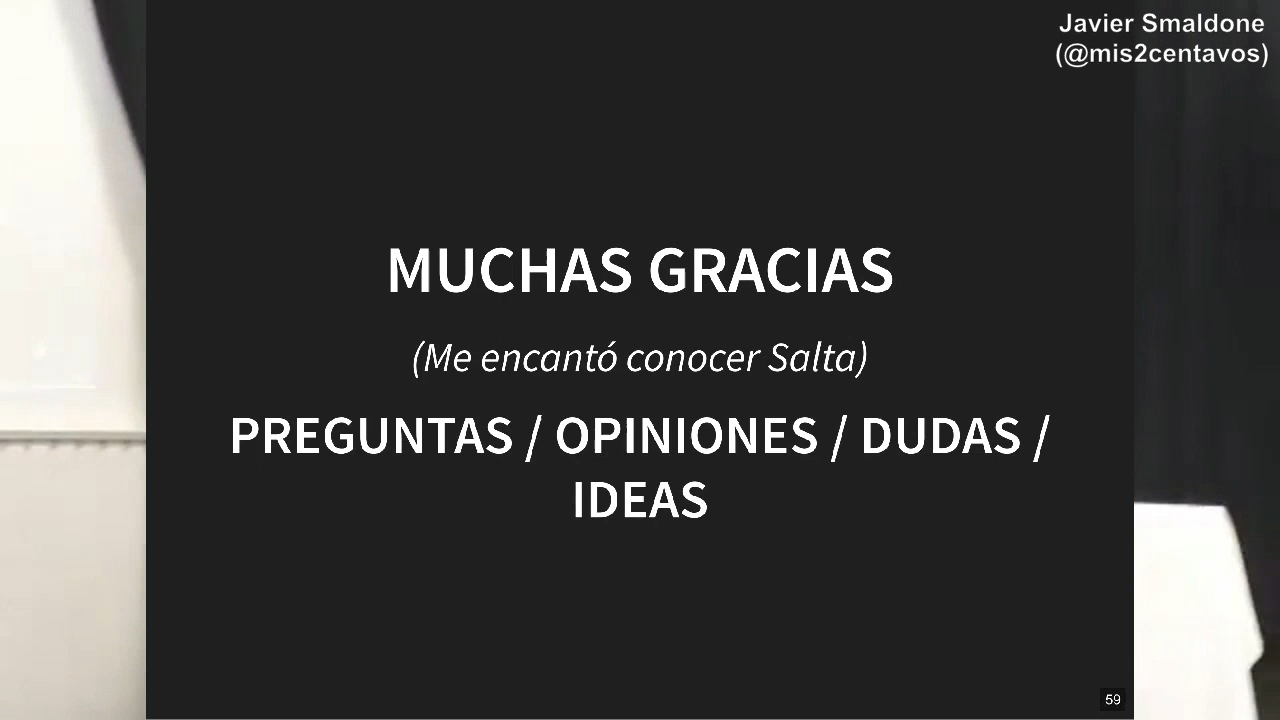 Javier Smaldone
(@mis2centavos)
MUCHAS GRACIAS
(Me encantó conocer Salta)
PREGUNTAS / OPINIONES / DUDAS /
IDEAS
59